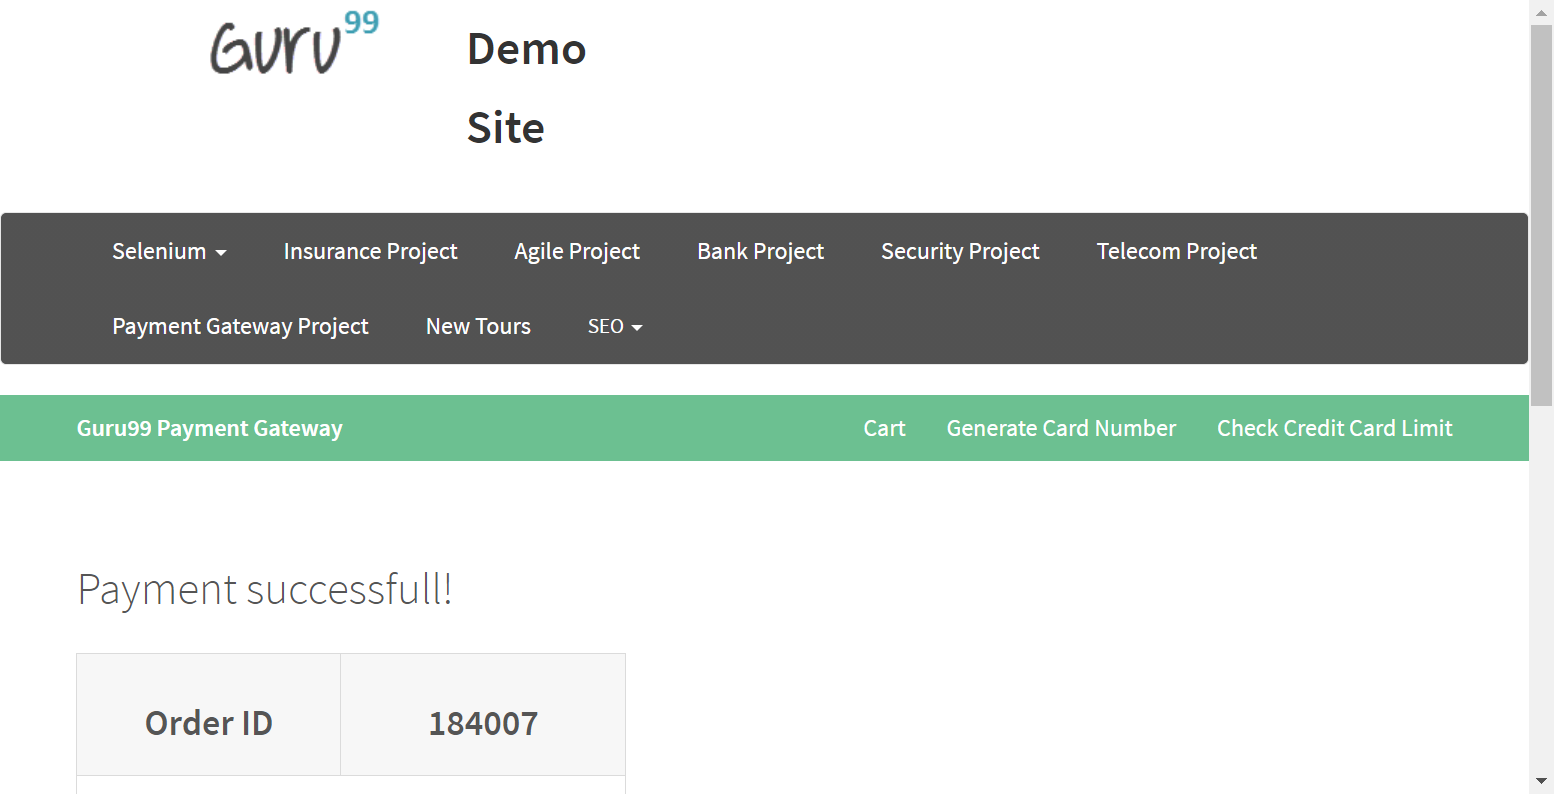 Guru99
Demo
Site
Selenium Insurance Project Agile Project Bank Project Security Project Telecom Project
Payment Gateway Project New Tours SEO
Guru99 Payment Gateway Cart Generate Card Number Check Credit Card Limit
Payment successfull!
Order ID 184007